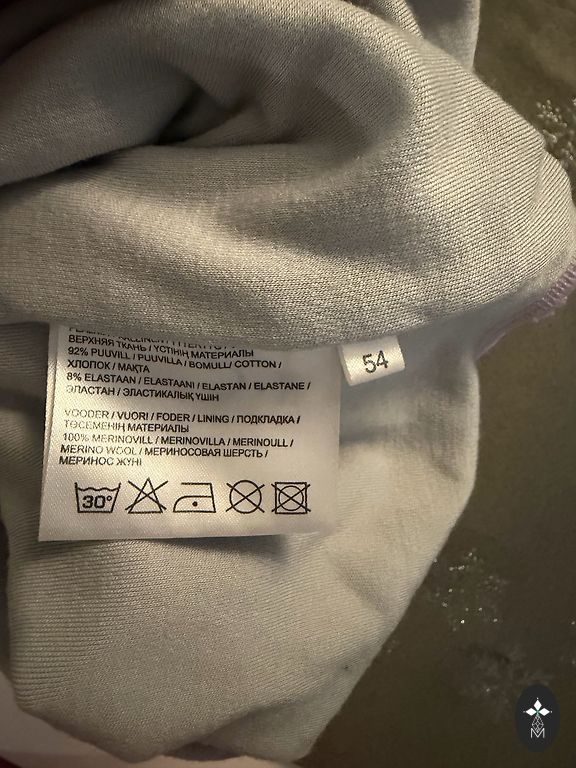 ВЕРХНЯЯ ТКАНЬ / ҮСТІҢГІ МАТЕРИАЛЫ
92% PUUVILL / PUUVILLA / BOMULL / COTTON /
ХЛОПОК / МАҚТА
8% ELASTAAN / ELASTAANI / ELASTAN / ELASTANE /
ЭЛАСТАН / ЭЛАСТИКАЛЫҚ ҮШІН
VOODER / VUORI / FODER / LINING / ПОДКЛАДКА /
ТӨСЕМЕНІҢ МАТЕРИАЛЫ
100% MERINOVILL / MERINOVILLA / MERINOULL /
MERINO WOOL / МЕРИНОСОВАЯ ШЕРСТЬ /
МЕРИНОС ЖҮНІ
30°
54
M